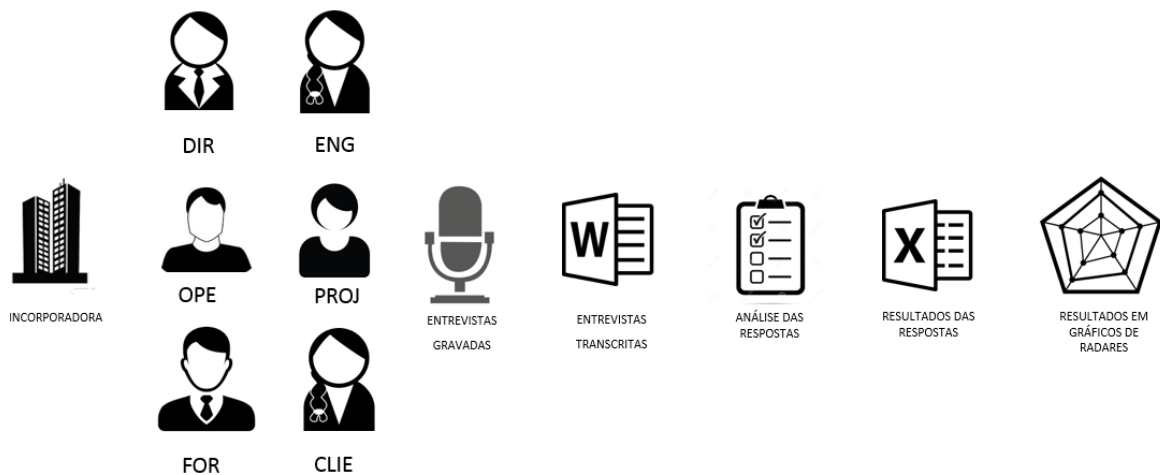 DIR
ENG
OPE
PROJ
FOR
CLIE
INCORPORADORA
ENTREVISTAS
GRAVADAS
W
ENTREVISTAS
TRANSCRITAS
ANÁLISE DAS
RESPOSTAS
X
RESULTADOS DAS
RESPOSTAS
RESULTADOS EM
GRÁFICOS DE
RADARES